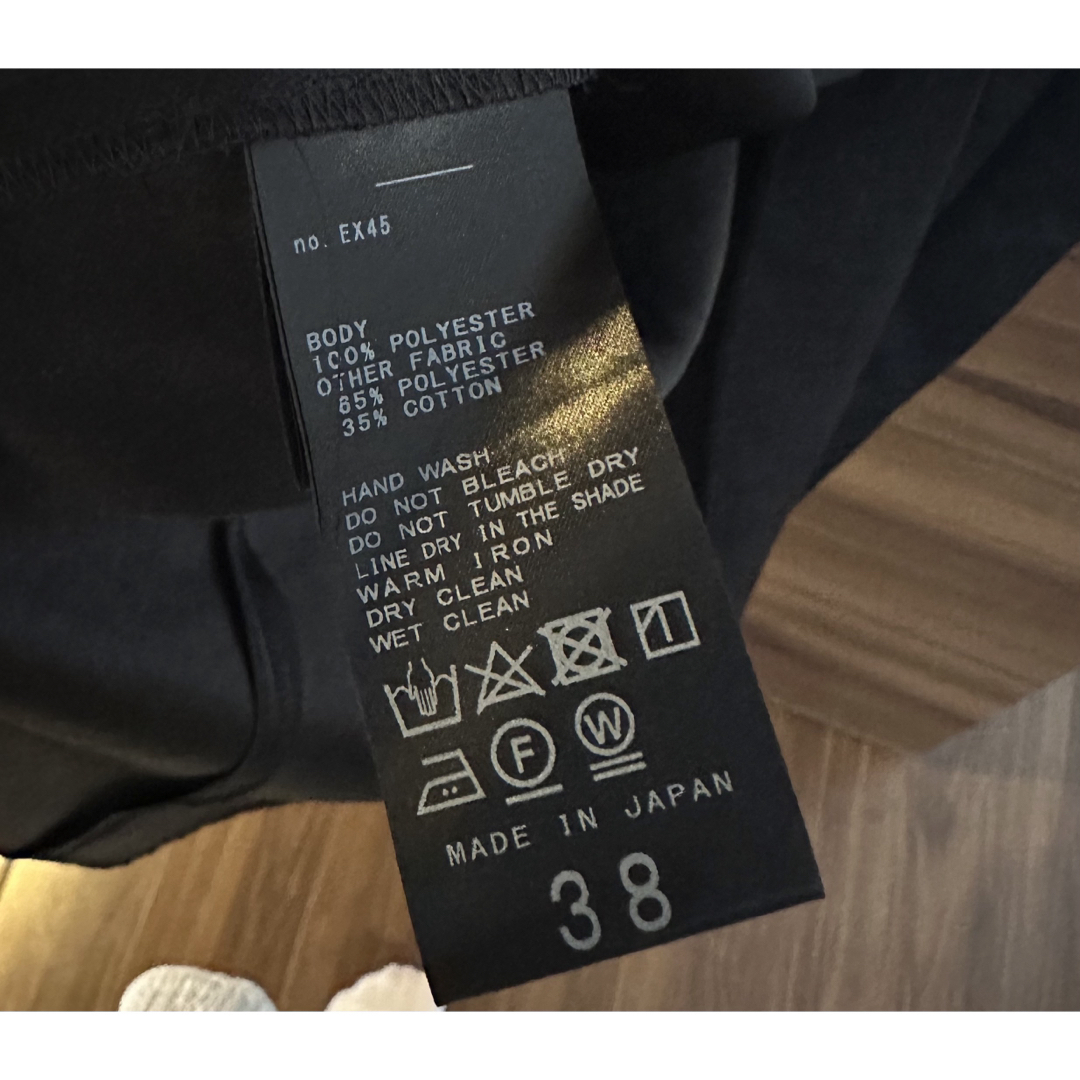 no. EX45
BODY
100% POLYESTER
OTHER FABRIC
65% POLYESTER
35% COTTON
HAND WASH
DO NOT BLEACH
DO NOT TUMBLE DRY
LINE DRY IN THE SHADE
WARM IRON
DRY CLEAN
WET CLEAN
F W
MADE IN JAPAN
38